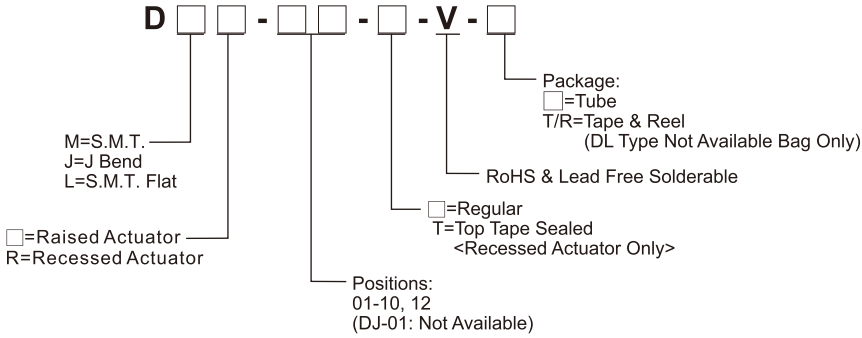 D□□-□□-□-V-□
Package:
□=Tube
T/R=Tape & Reel
(DL Type Not Available Bag Only)
M=S.M.T.
J=J Bend
L=S.M.T. Flat
RoHS & Lead Free Solderable
□=Regular
T=Top Tape Sealed
<Recessed Actuator Only>
□=Raised Actuator
R=Recessed Actuator
Positions:
01-10, 12
(DJ-01: Not Available)